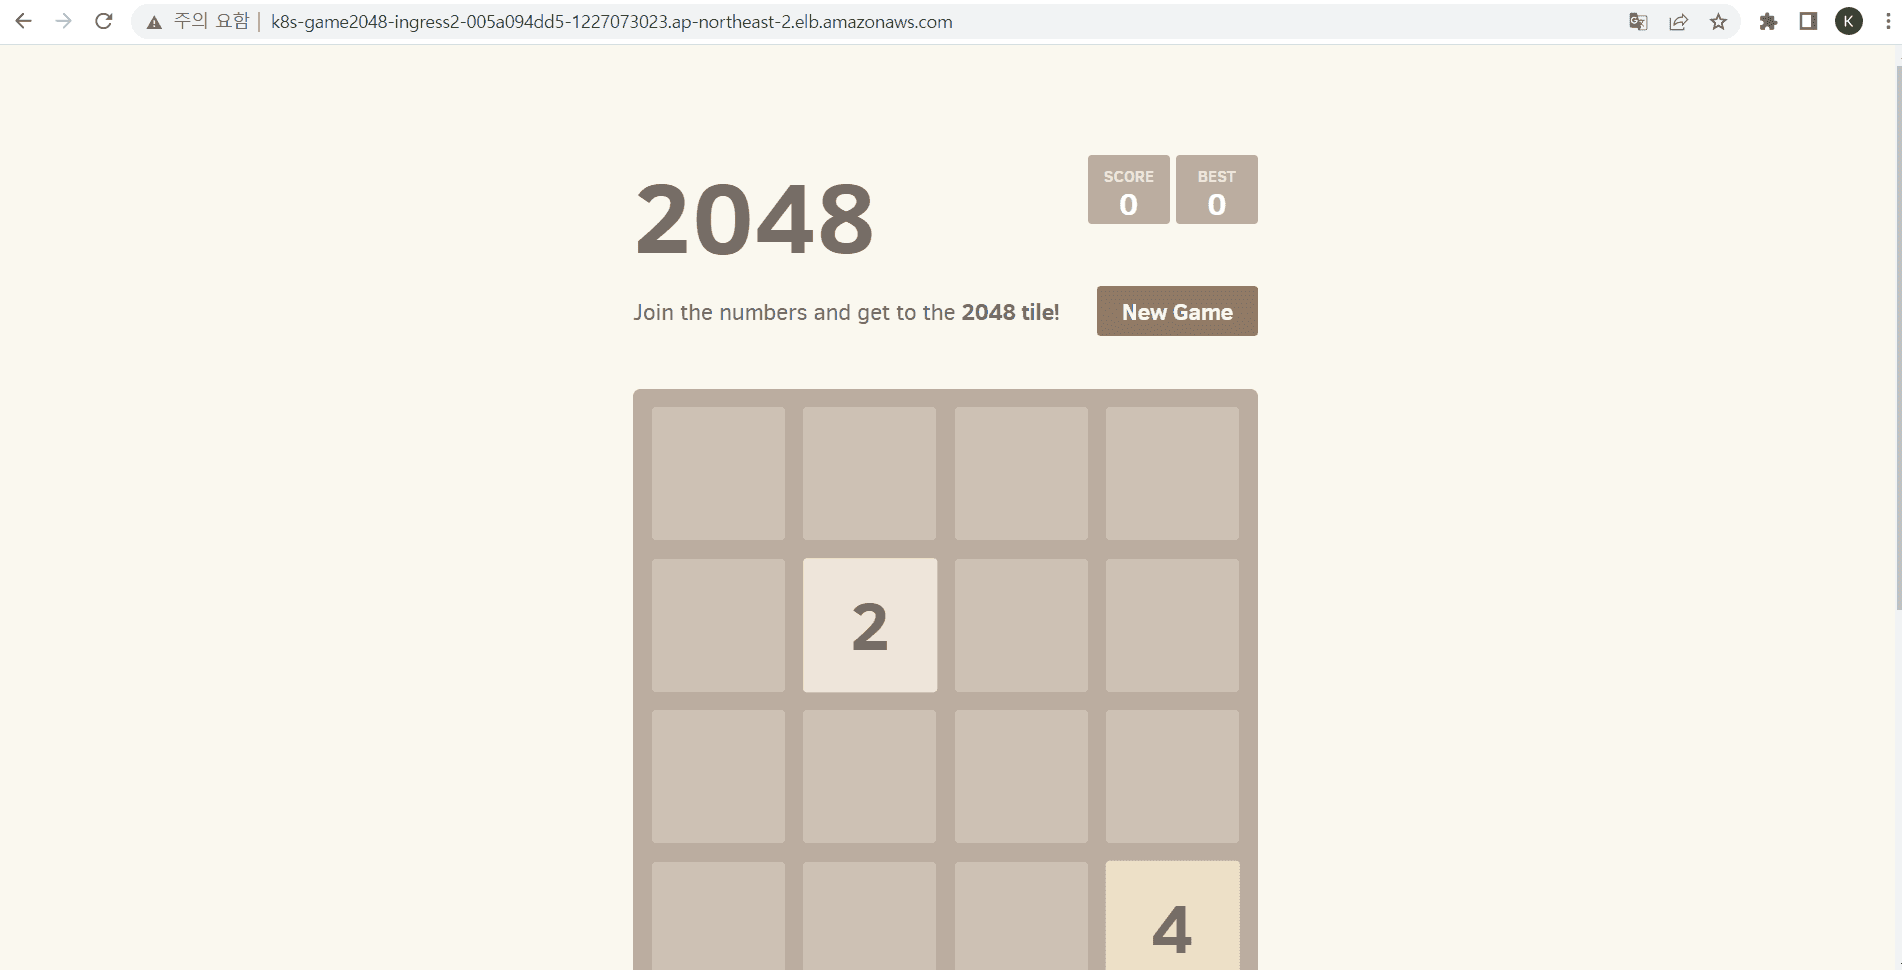 주의 요함 | k8s-game2048-ingress2-005a094dd5-1227073023.ap-northeast-2.elb.amazonaws.com
K
2048
SCORE
0
BEST
0
Join the numbers and get to the 2048 tile!
New Game
2
4